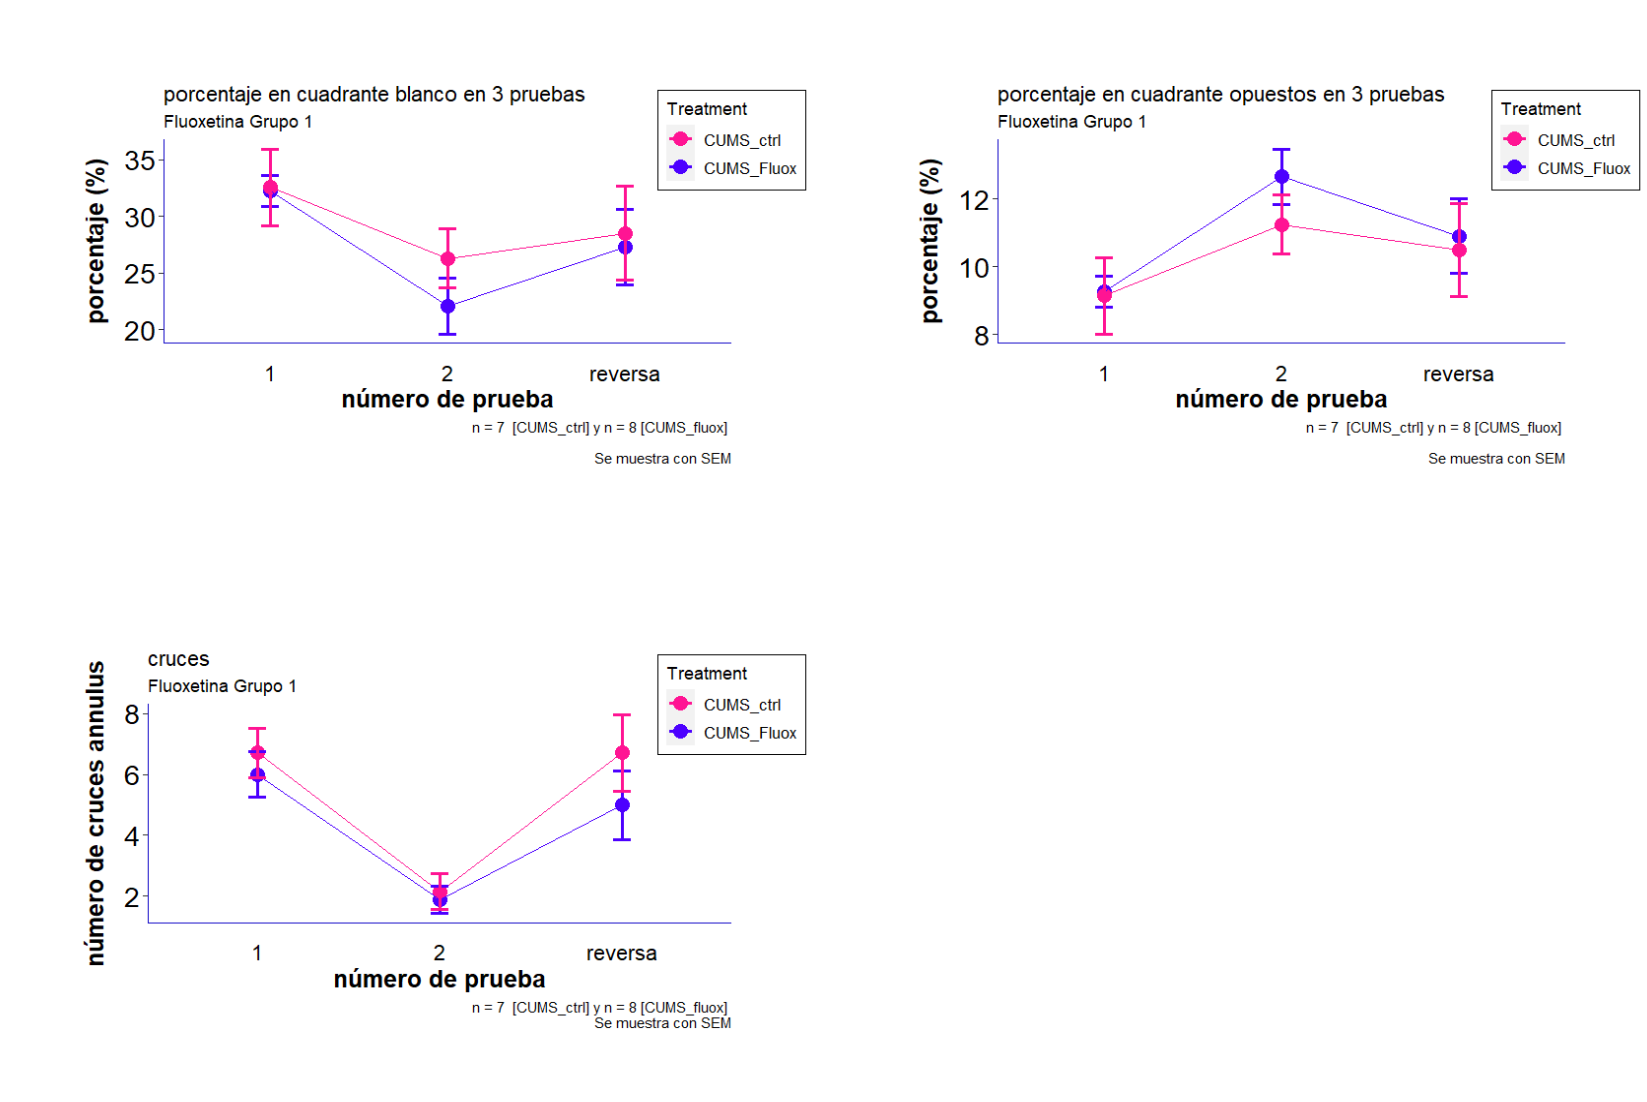 porcentaje en cuadrante blanco en 3 pruebas
Fluoxetina Grupo 1
Treatment
CUMS_ctrl
CUMS_Fluox
porcentaje (%)
35
30
25
20
1 2 reversa
número de prueba
n = 7 [CUMS_ctrl] y n = 8 [CUMS_fluox]
Se muestra con SEM
porcentaje en cuadrante opuestos en 3 pruebas
Fluoxetina Grupo 1
Treatment
CUMS_ctrl
CUMS_Fluox
porcentaje (%)
12
10
8
1 2 reversa
número de prueba
n = 7 [CUMS_ctrl] y n = 8 [CUMS_fluox]
Se muestra con SEM
cruces
Fluoxetina Grupo 1
Treatment
CUMS_ctrl
CUMS_Fluox
número de cruces annulus
8
6
4
2
1 2 reversa
número de prueba
n = 7 [CUMS_ctrl] y n = 8 [CUMS_fluox]
Se muestra con SEM